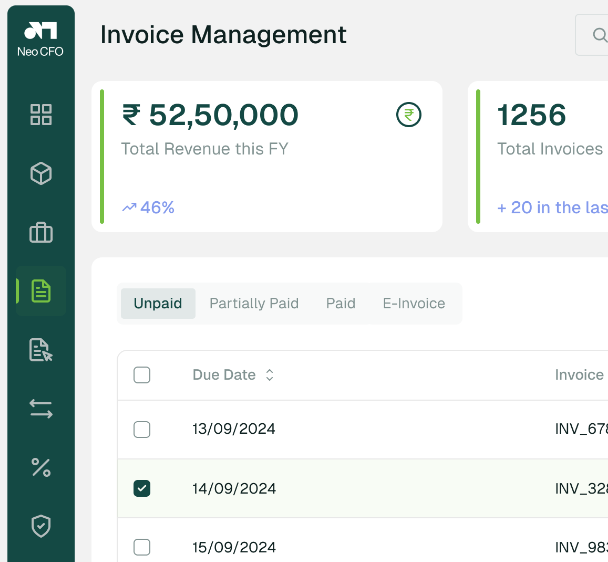 Neo CFO
Invoice Management
₹ 52,50,000
₹
Total Revenue this FY
46%
1256
Total Invoices
+ 20 in the las
Unpaid
Partially Paid
Paid
E-Invoice
Due Date
Invoice
13/09/2024
INV_678
14/09/2024
INV_328
15/09/2024
INV_983